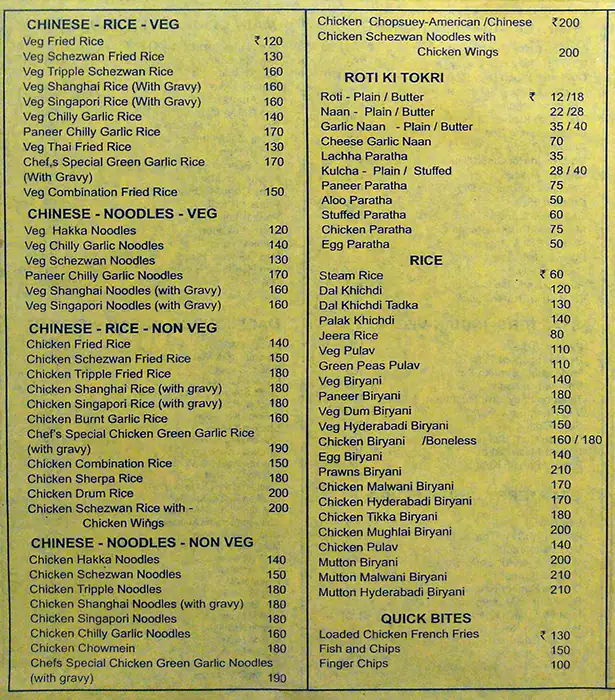 CHINESE - RICE - VEG
Veg Fried Rice ₹ 120
Veg Schezwan Fried Rice 130
Veg Tripple Schezwan Rice 160
Veg Shanghai Rice (With Gravy) 160
Veg Singapori Rice (With Gravy) 160
Veg Chilly Garlic Rice 140
Paneer Chilly Garlic Rice 170
Veg Thai Fried Rice 130
Chef,s Special Green Garlic Rice 170
(With Gravy)
Veg Combination Fried Rice 150
CHINESE - NOODLES - VEG
Veg Hakka Noodles 120
Veg Chilly Garlic Noodles 140
Veg Schezwan Noodles 130
Paneer Chilly Garlic Noodles 170
Veg Shanghai Noodles (with Gravy) 160
Veg Singapori Noodles (with Gravy) 160
CHINESE - RICE - NON VEG
Chicken Fried Rice 140
Chicken Schezwan Fried Rice 150
Chicken Tripple Fried Rice 180
Chicken Shanghai Rice (with gravy) 180
Chicken Singapori Rice (with gravy) 180
Chicken Burnt Garlic Rice 160
Chef's Special Chicken Green Garlic Rice
(with gravy) 190
Chicken Combination Rice 150
Chicken Sherpa Rice 180
Chicken Drum Rice 200
Chicken Schezwan Rice with - 200
Chicken Wings
CHINESE - NOODLES - NON VEG
Chicken Hakka Noodles 140
Chicken Schezwan Noodles 150
Chicken Tripple Noodles 180
Chicken Shanghai Noodles (with gravy) 180
Chicken Singapori Noodles 180
Chicken Chilly Garlic Noodles 160
Chicken Chowmein 180
Chefs Special Chicken Green Garlic Noodles
(with gravy) 190
Chicken Chopsuey-American /Chinese ₹200
Chicken Schezwan Noodles with
Chicken Wings 200
ROTI KI TOKRI
Roti - Plain / Butter ₹ 12 /18
Naan - Plain / Butter 22 /28
Garlic Naan - Plain / Butter 35 / 40
Cheese Garlic Naan 70
Lachha Paratha 35
Kulcha - Plain / Stuffed 28 / 40
Paneer Paratha 75
Aloo Paratha 50
Stuffed Paratha 60
Chicken Paratha 75
Egg Paratha 50
RICE
Steam Rice ₹ 60
Dal Khichdi 120
Dal Khichdi Tadka 130
Palak Khichdi 140
Jeera Rice 80
Veg Pulav 110
Green Peas Pulav 110
Veg Biryani 140
Paneer Biryani 180
Veg Dum Biryani 150
Veg Hyderabadi Biryani 150
Chicken Biryani /Boneless 160 / 180
Egg Biryani 140
Prawns Biryani 210
Chicken Malwani Biryani 170
Chicken Hyderabadi Biryani 170
Chicken Tikka Biryani 180
Chicken Mughlai Biryani 200
Chicken Pulav 140
Mutton Biryani 200
Mutton Malwani Biryani 210
Mutton Hyderabadi Biryani 210
QUICK BITES
Loaded Chicken French Fries ₹ 130
Fish and Chips 150
Finger Chips 100